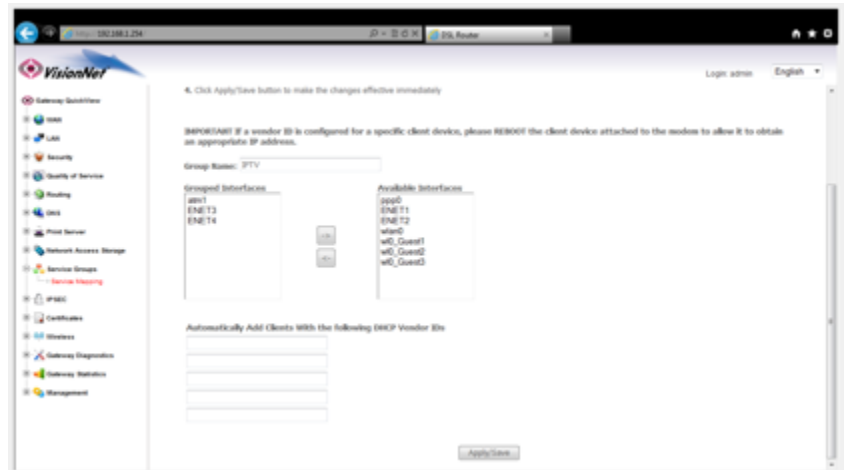 http://192.168.1.254/
DSL Router
VisionNet
Login: admin
English
Gateway QuickView
WAN
LAN
Security
Quality of Service
Routing
DNS
Print Server
Network Access Storage
Service Groups
Service Mapping
IPSEC
Certificates
Wireless
Gateway Diagnostics
Gateway Statistics
Management
4. Click Apply/Save button to make the changes effective immediately
IMPORTANT If a vendor ID is configured for a specific client device, please REBOOT the client device attached to the modem to allow it to obtain
an appropriate IP address.
Group Name: IPTV
Grouped Interfaces
atm1
ENET3
ENET4
->
<-
Available Interfaces
ppp0
ENET1
ENET2
wlan0
wl0_Guest1
wl0_Guest2
wl0_Guest3
Automatically Add Clients With the following DHCP Vendor IDs
Apply/Save